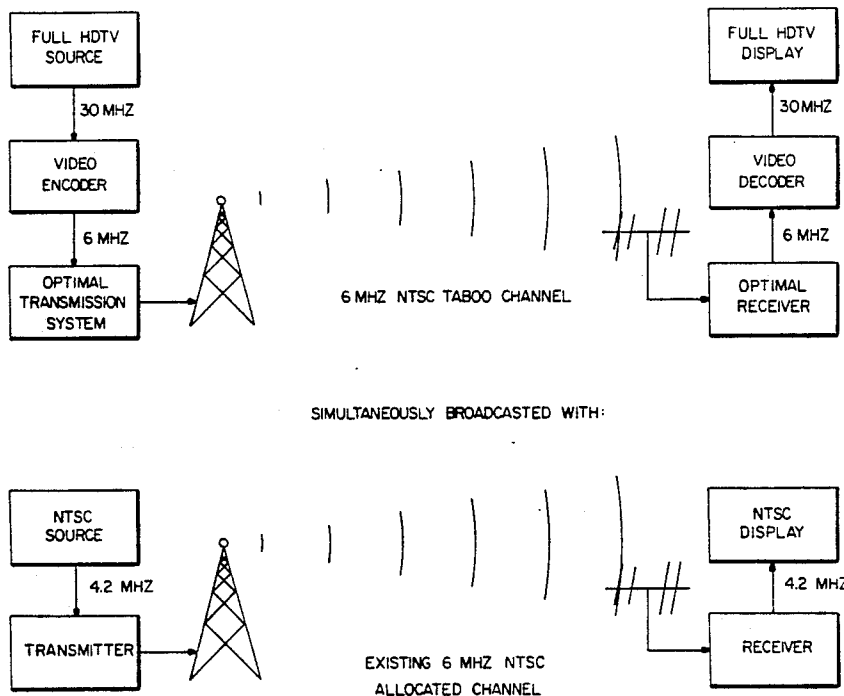 FULL HDTV
SOURCE
30 MHZ
VIDEO
ENCODER
6 MHZ
OPTIMAL
TRANSMISSION
SYSTEM
6 MHZ NTSC TABOO CHANNEL
FULL HDTV
DISPLAY
30 MHZ
VIDEO
DECODER
6 MHZ
OPTIMAL
RECEIVER
SIMULTANEOUSLY BROADCASTED WITH:
NTSC
SOURCE
4.2 MHZ
TRANSMITTER
EXISTING 6 MHZ NTSC
ALLOCATED CHANNEL
NTSC
DISPLAY
4.2 MHZ
RECEIVER